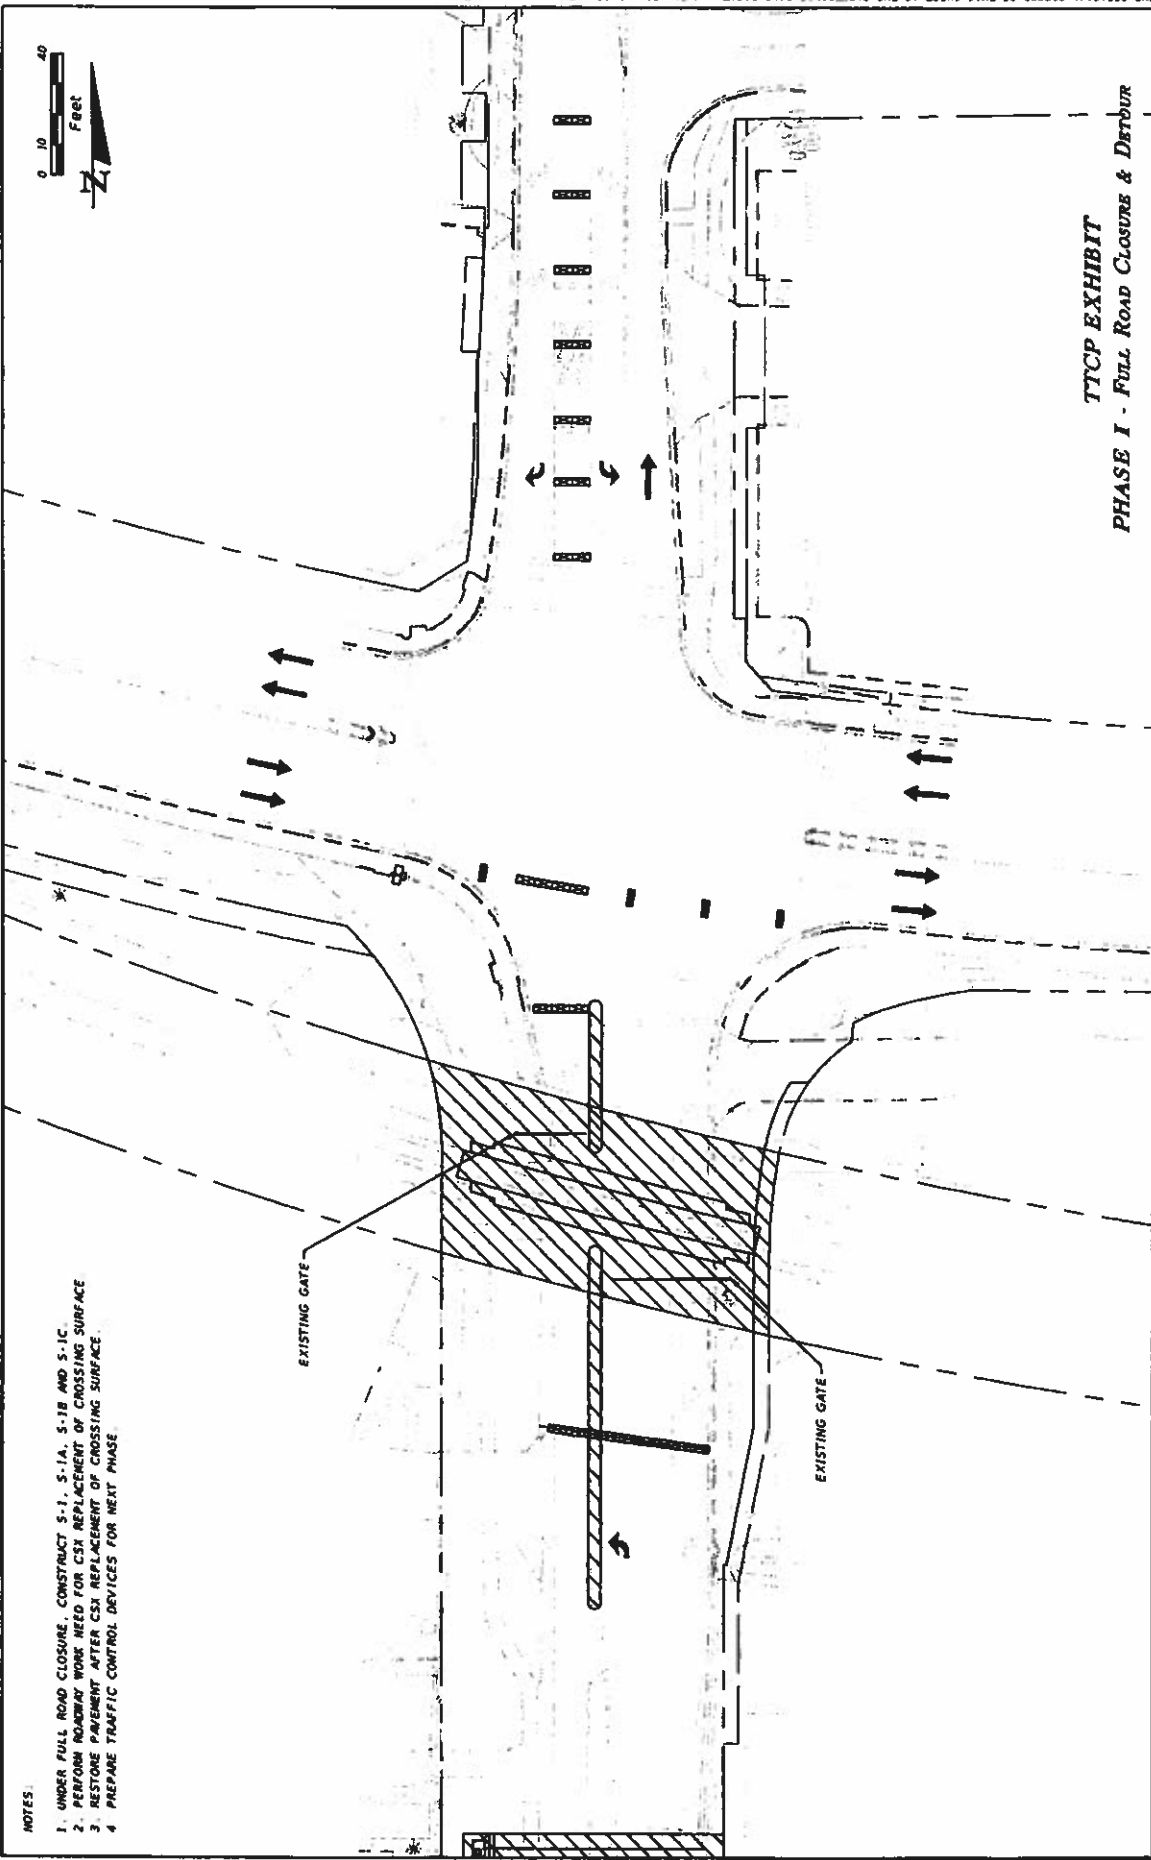 NOTES:
1. UNDER FULL ROAD CLOSURE, CONSTRUCT S-1, S-1A, S-1B AND S-1C.
2. PERFORM ROADWAY WORK NEED FOR CSX REPLACEMENT OF CROSSING SURFACE
3. RESTORE PAVEMENT AFTER CSX REPLACEMENT OF CROSSING SURFACE.
4 PREPARE TRAFFIC CONTROL DEVICES FOR NEXT PHASE
EXISTING GATE
EXISTING GATE
0 10 40
Feet
N
TTCP EXHIBIT
PHASE I - FULL ROAD CLOSURE & DETOUR